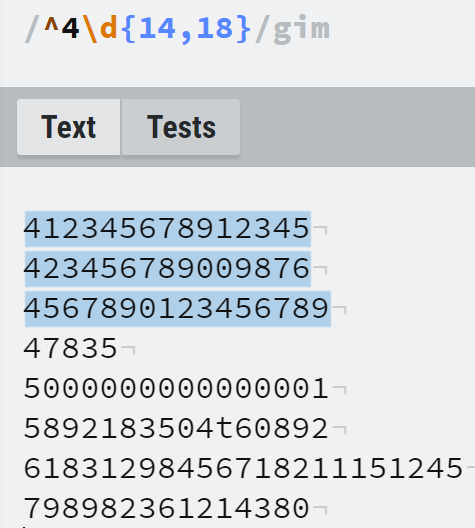 /^4\d{14,18}/gim
Text Tests
412345678912345¬
423456789009876¬
4567890123456789¬
47835¬
5000000000000001¬
5892183504t60892¬
61831298456718211151245¬
798982361214380¬